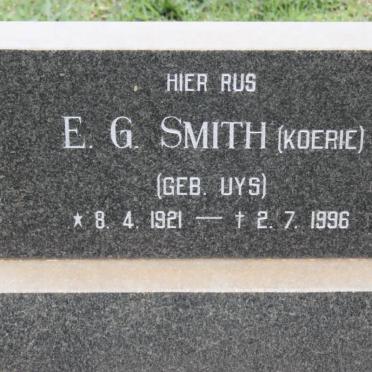 HIER RUS
E. G. SMITH (KOERIE)
(GEB. UYS)
* 8. 4. 1921 — † 2. 7. 1996